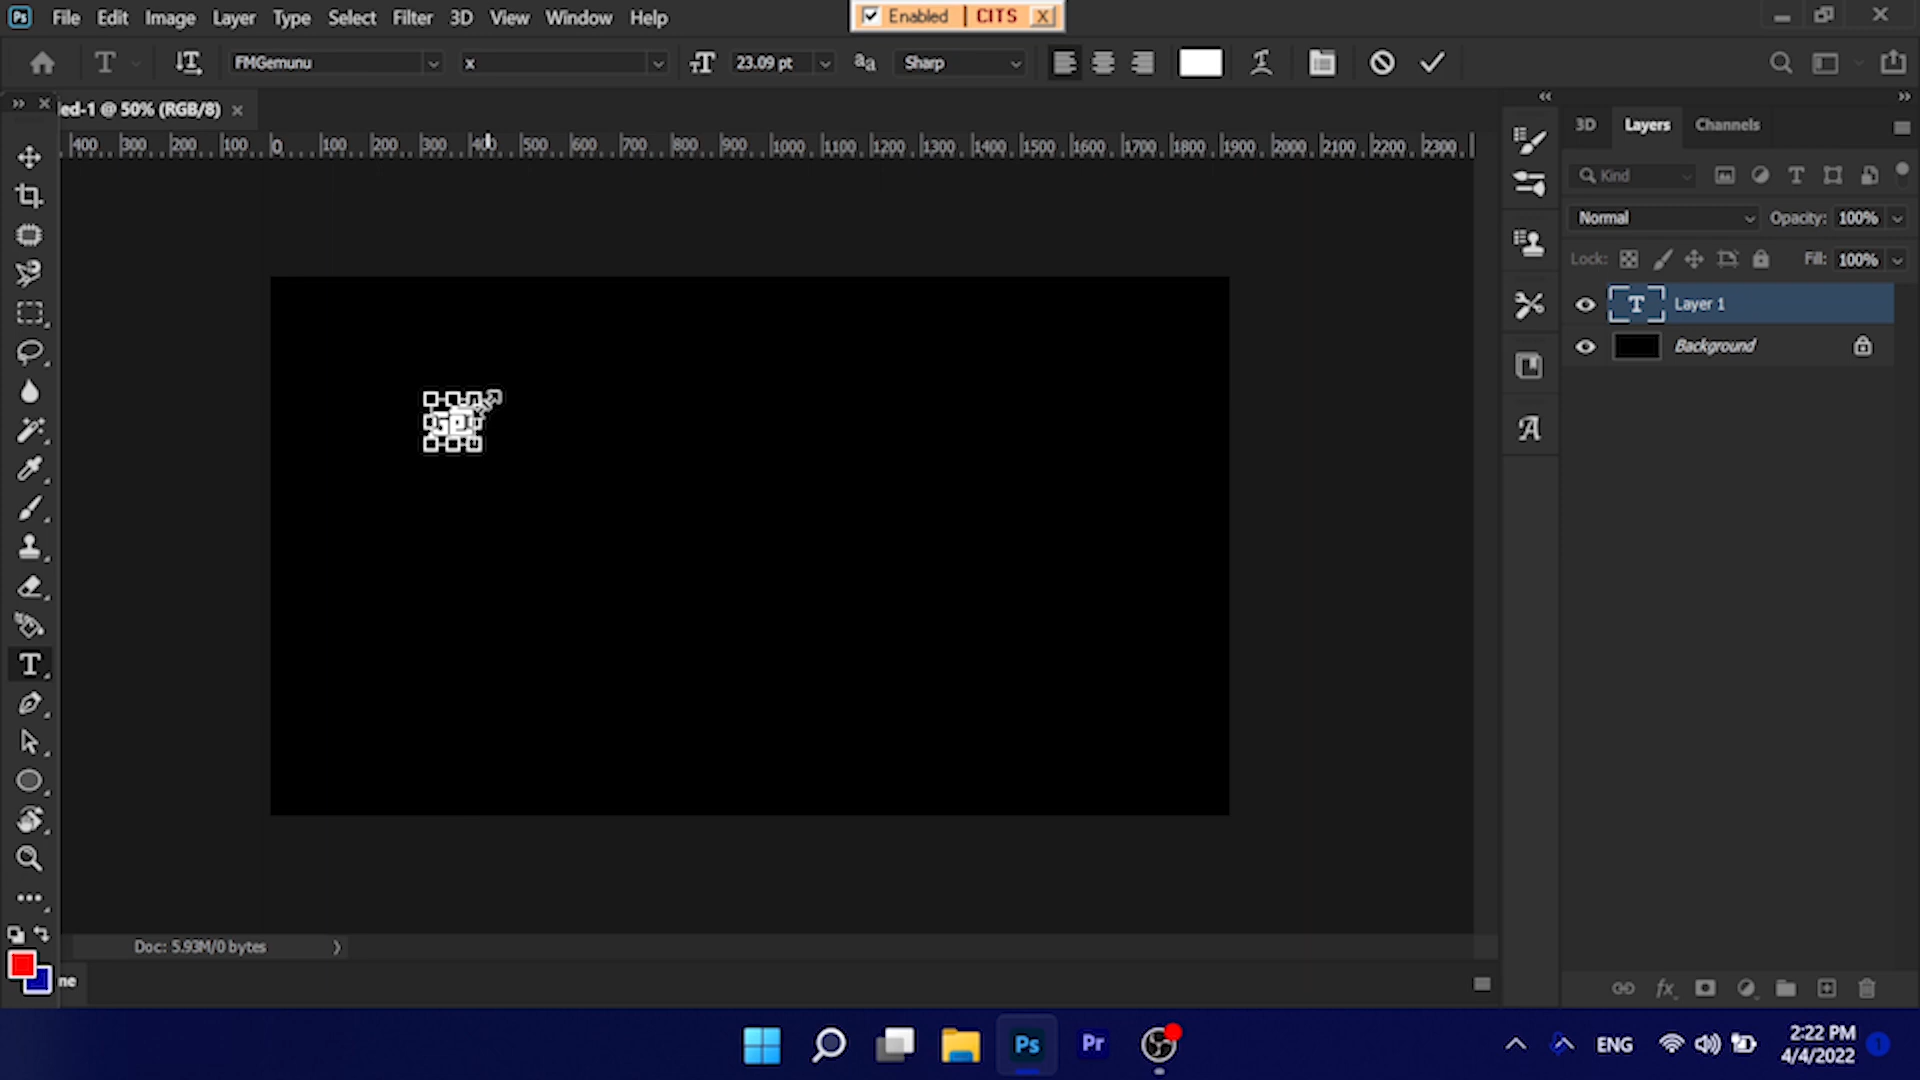 Ps File Edit Image Layer Type Select Filter 3D View Window Help
Enabled | CITS X
FMGemunu x 23.09 pt aa Sharp
ed-1 @ 50% (RGB/8) ×
400 300 200 100 0 100 200 300 400 500 600 700 800 900 1000 1100 1200 1300 1400 1500 1600 1700 1800 1900 2000 2100 2200 2300
3D Layers Channels
Kind
Normal Opacity: 100%
Lock: Fill: 100%
T Layer 1
Background
Doc: 5.93M/0 bytes
ne
fx
Ps Pr ENG 2:22 PM
4/4/2022
1